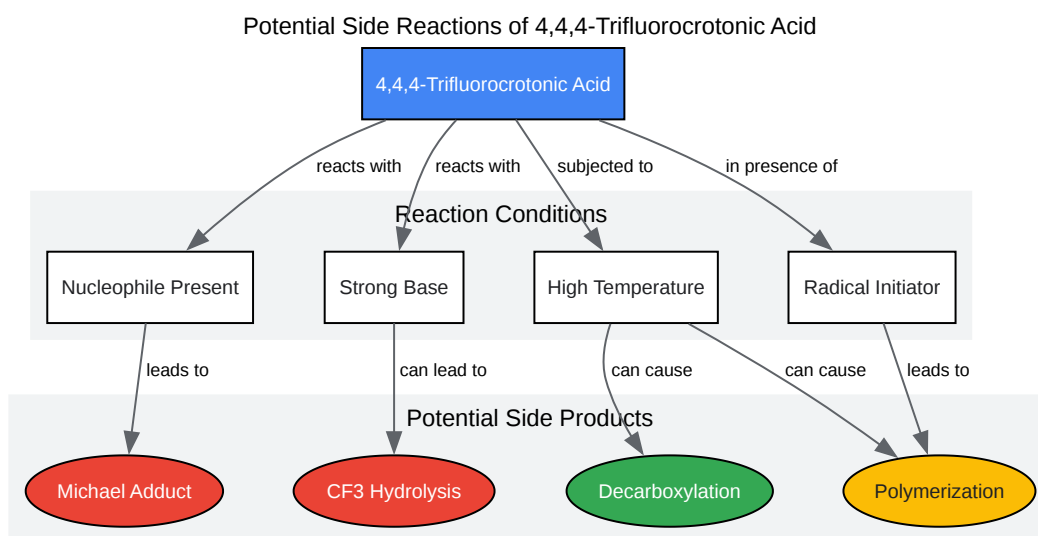 Potential Side Reactions of 4,4,4-Trifluorocrotonic Acid
4,4,4-Trifluorocrotonic Acid
reacts with
reacts with
subjected to
in presence of
Reaction Conditions
Nucleophile Present
Strong Base
High Temperature
Radical Initiator
leads to
can lead to
can cause
can cause
leads to
Potential Side Products
Michael Adduct
CF3 Hydrolysis
Decarboxylation
Polymerization